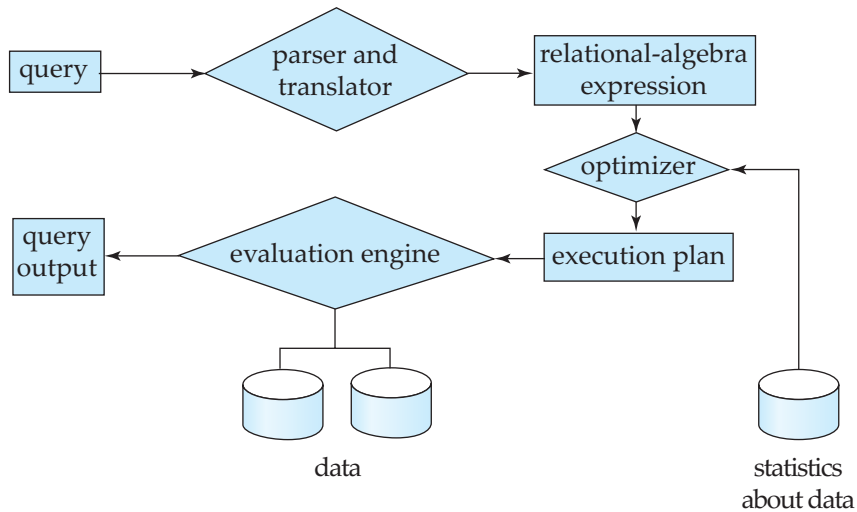 query
parser and
translator
relational-algebra
expression
optimizer
query
output
evaluation engine
execution plan
data
statistics
about data